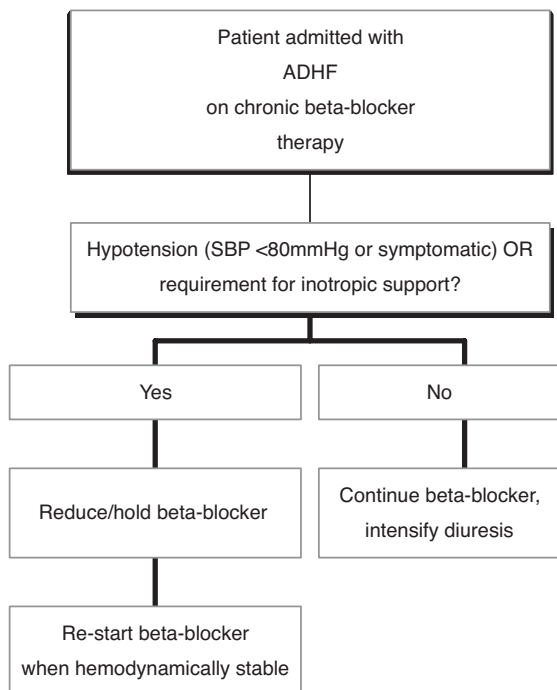 Patient admitted with
ADHF
on chronic beta-blocker
therapy
Hypotension (SBP <80mmHg or symptomatic) OR
requirement for inotropic support?
Yes
No
Reduce/hold beta-blocker
Continue beta-blocker,
intensify diuresis
Re-start beta-blocker
when hemodynamically stable